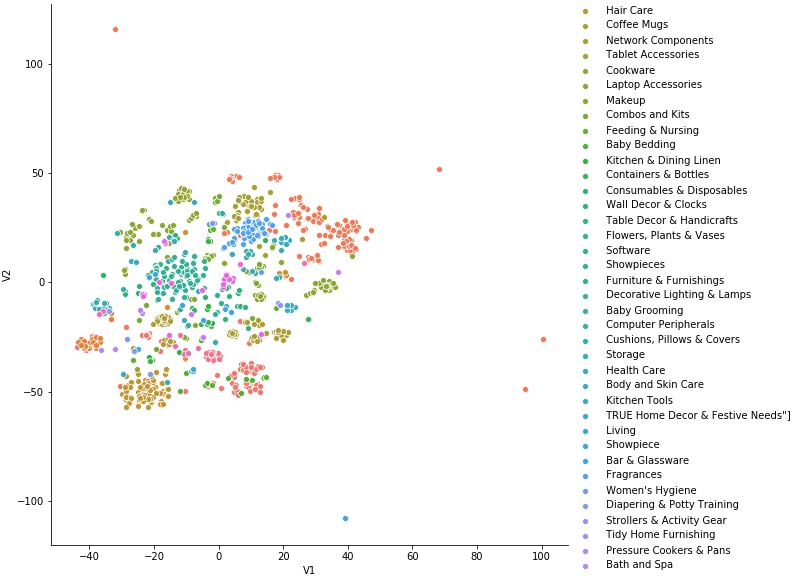 Hair Care
Coffee Mugs
Network Components
Tablet Accessories
Cookware
Laptop Accessories
Makeup
Combos and Kits
Feeding & Nursing
Baby Bedding
Kitchen & Dining Linen
Containers & Bottles
Consumables & Disposables
Wall Decor & Clocks
Table Decor & Handicrafts
Flowers, Plants & Vases
Software
Showpieces
Furniture & Furnishings
Decorative Lighting & Lamps
Baby Grooming
Computer Peripherals
Cushions, Pillows & Covers
Storage
Health Care
Body and Skin Care
Kitchen Tools
TRUE Home Decor & Festive Needs"]
Living
Showpiece
Bar & Glassware
Fragrances
Women's Hygiene
Diapering & Potty Training
Strollers & Activity Gear
Tidy Home Furnishing
Pressure Cookers & Pans
Bath and Spa
100
50
0
−50
−100
V2
−40 −20 0 20 40 60 80 100
V1